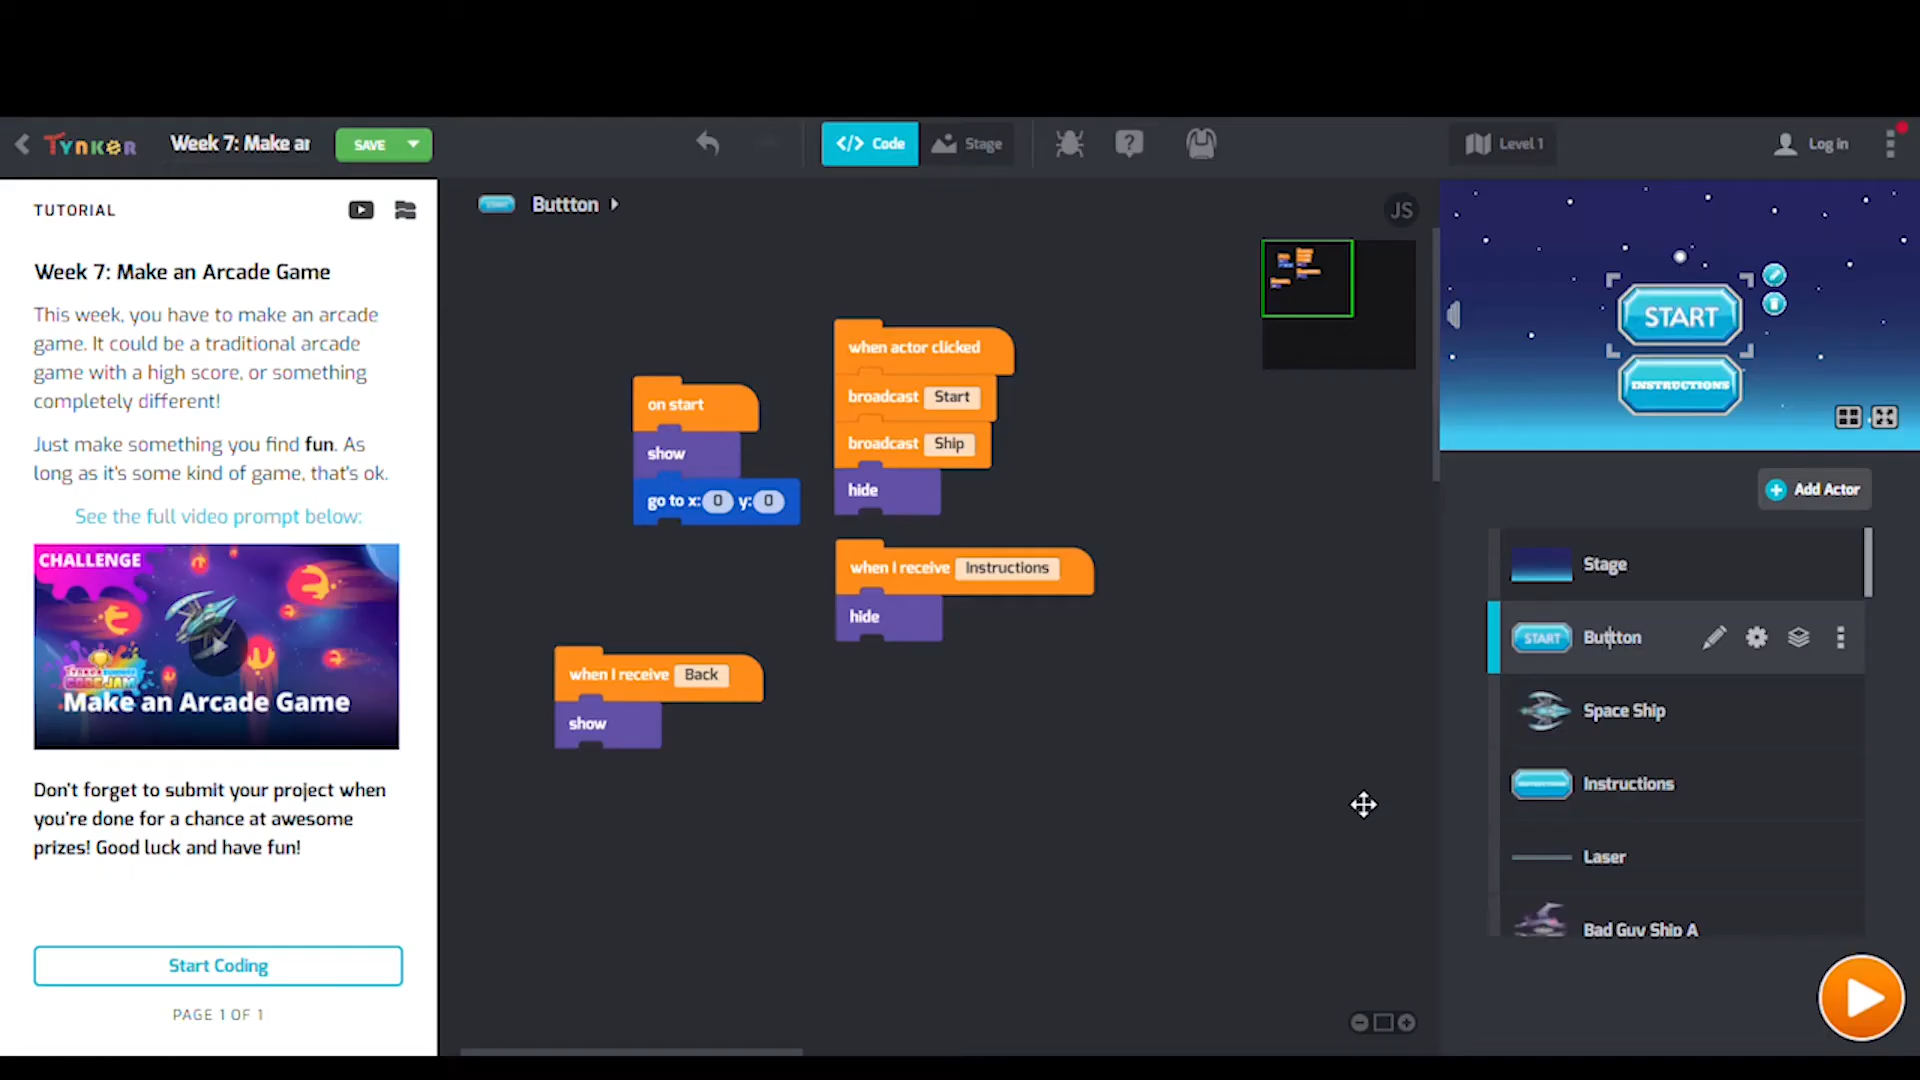 TYNKER
Week 7: Make ar
SAVE
</> Code
Stage
Level 1
Log in
TUTORIAL
Week 7: Make an Arcade Game
This week, you have to make an arcade
game. It could be a traditional arcade
game with a high score, or something
completely different!
Just make something you find fun. As
long as it's some kind of game, that's ok.
See the full video prompt below:
CHALLENGE
CODE JAM
Make an Arcade Game
Don't forget to submit your project when
you're done for a chance at awesome
prizes! Good luck and have fun!
Start Coding
PAGE 1 OF 1
START
Buttton
JS
on start
show
go to x: 0 y: 0
when actor clicked
broadcast Start
broadcast Ship
hide
when I receive Instructions
hide
when I receive Back
show
START
INSTRUCTIONS
Add Actor
Stage
START
Buttton
Space Ship
Instructions
Laser
Bad Guy Ship A